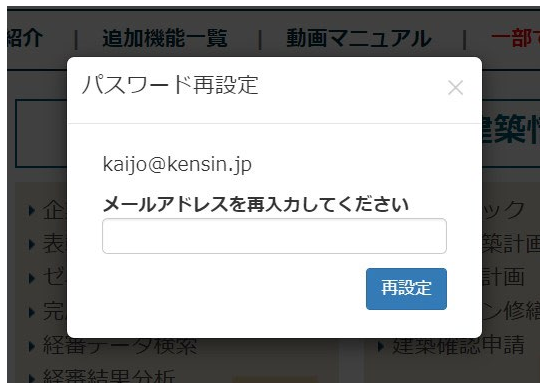 紹介 | 追加機能一覧 | 動画マニュアル | 一部
パスワード再設定 ×
建築
kaijo@kensin.jp
メールアドレスを再入力してください
再設定
企
表
ゼ
完
ック
築計画
計画
ン修繕
経審データ検索
建築確認申請
経審結果分析